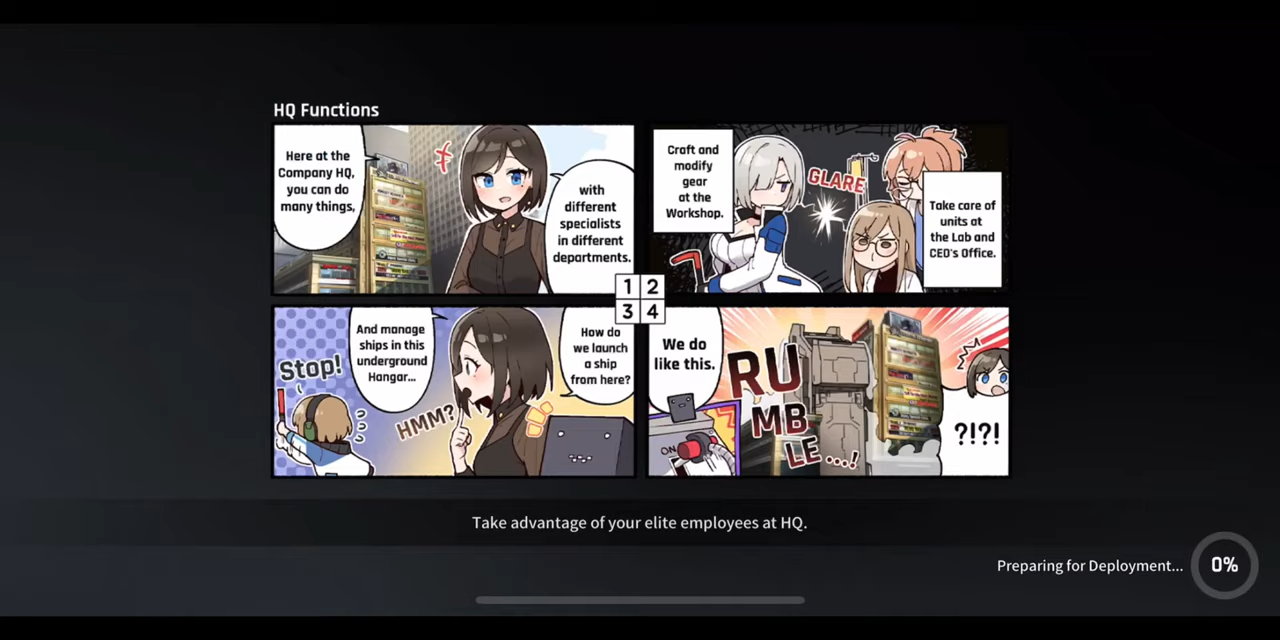 HQ Functions
Here at the
Company HQ,
you can do
many things,
with
different
specialists
in different
departments.
Craft and
modify
gear
at the
Workshop.
GLARE
Take care of
units at
the Lab and
CEO's Office.
1 2
3 4
Stop!
And manage
ships in this
underground
Hangar...
HMM?
How do
we launch
a ship
from here?
We do
like this.
ON
RU
MB
LE...!
?!?!
Take advantage of your elite employees at HQ.
Preparing for Deployment...
0%